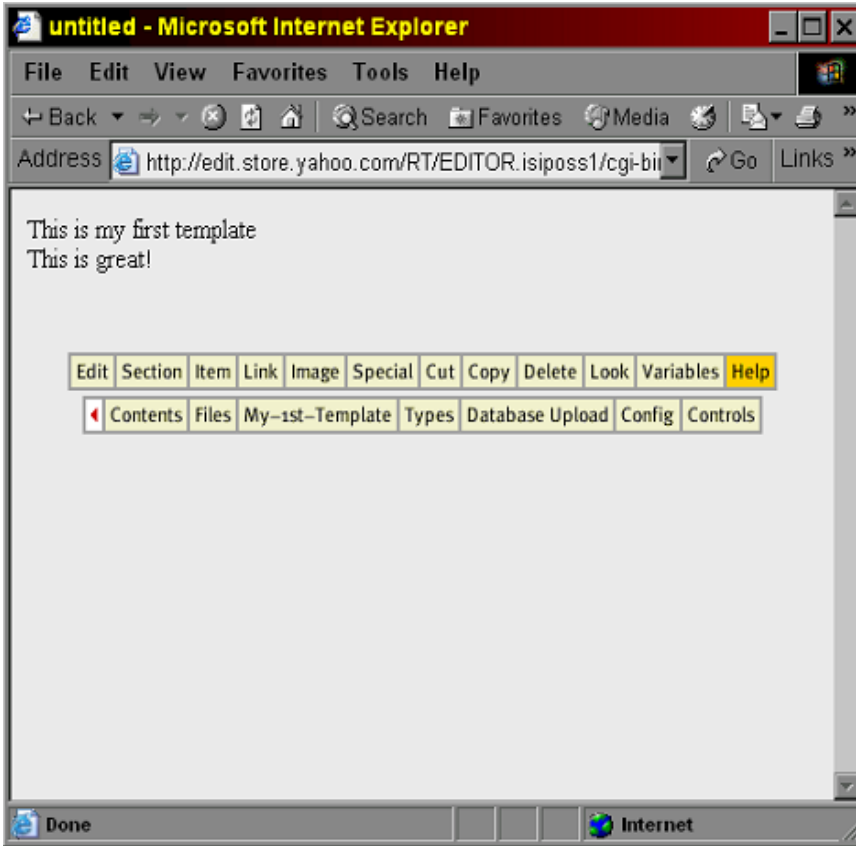 untitled - Microsoft Internet Explorer
File Edit View Favorites Tools Help
Back Search Favorites Media »
Address http://edit.store.yahoo.com/RT/EDITOR.isiposs1/cgi-bin Go Links »
This is my first template
This is great!
Edit Section Item Link Image Special Cut Copy Delete Look Variables Help
Contents Files My-1st-Template Types Database Upload Config Controls
Done Internet